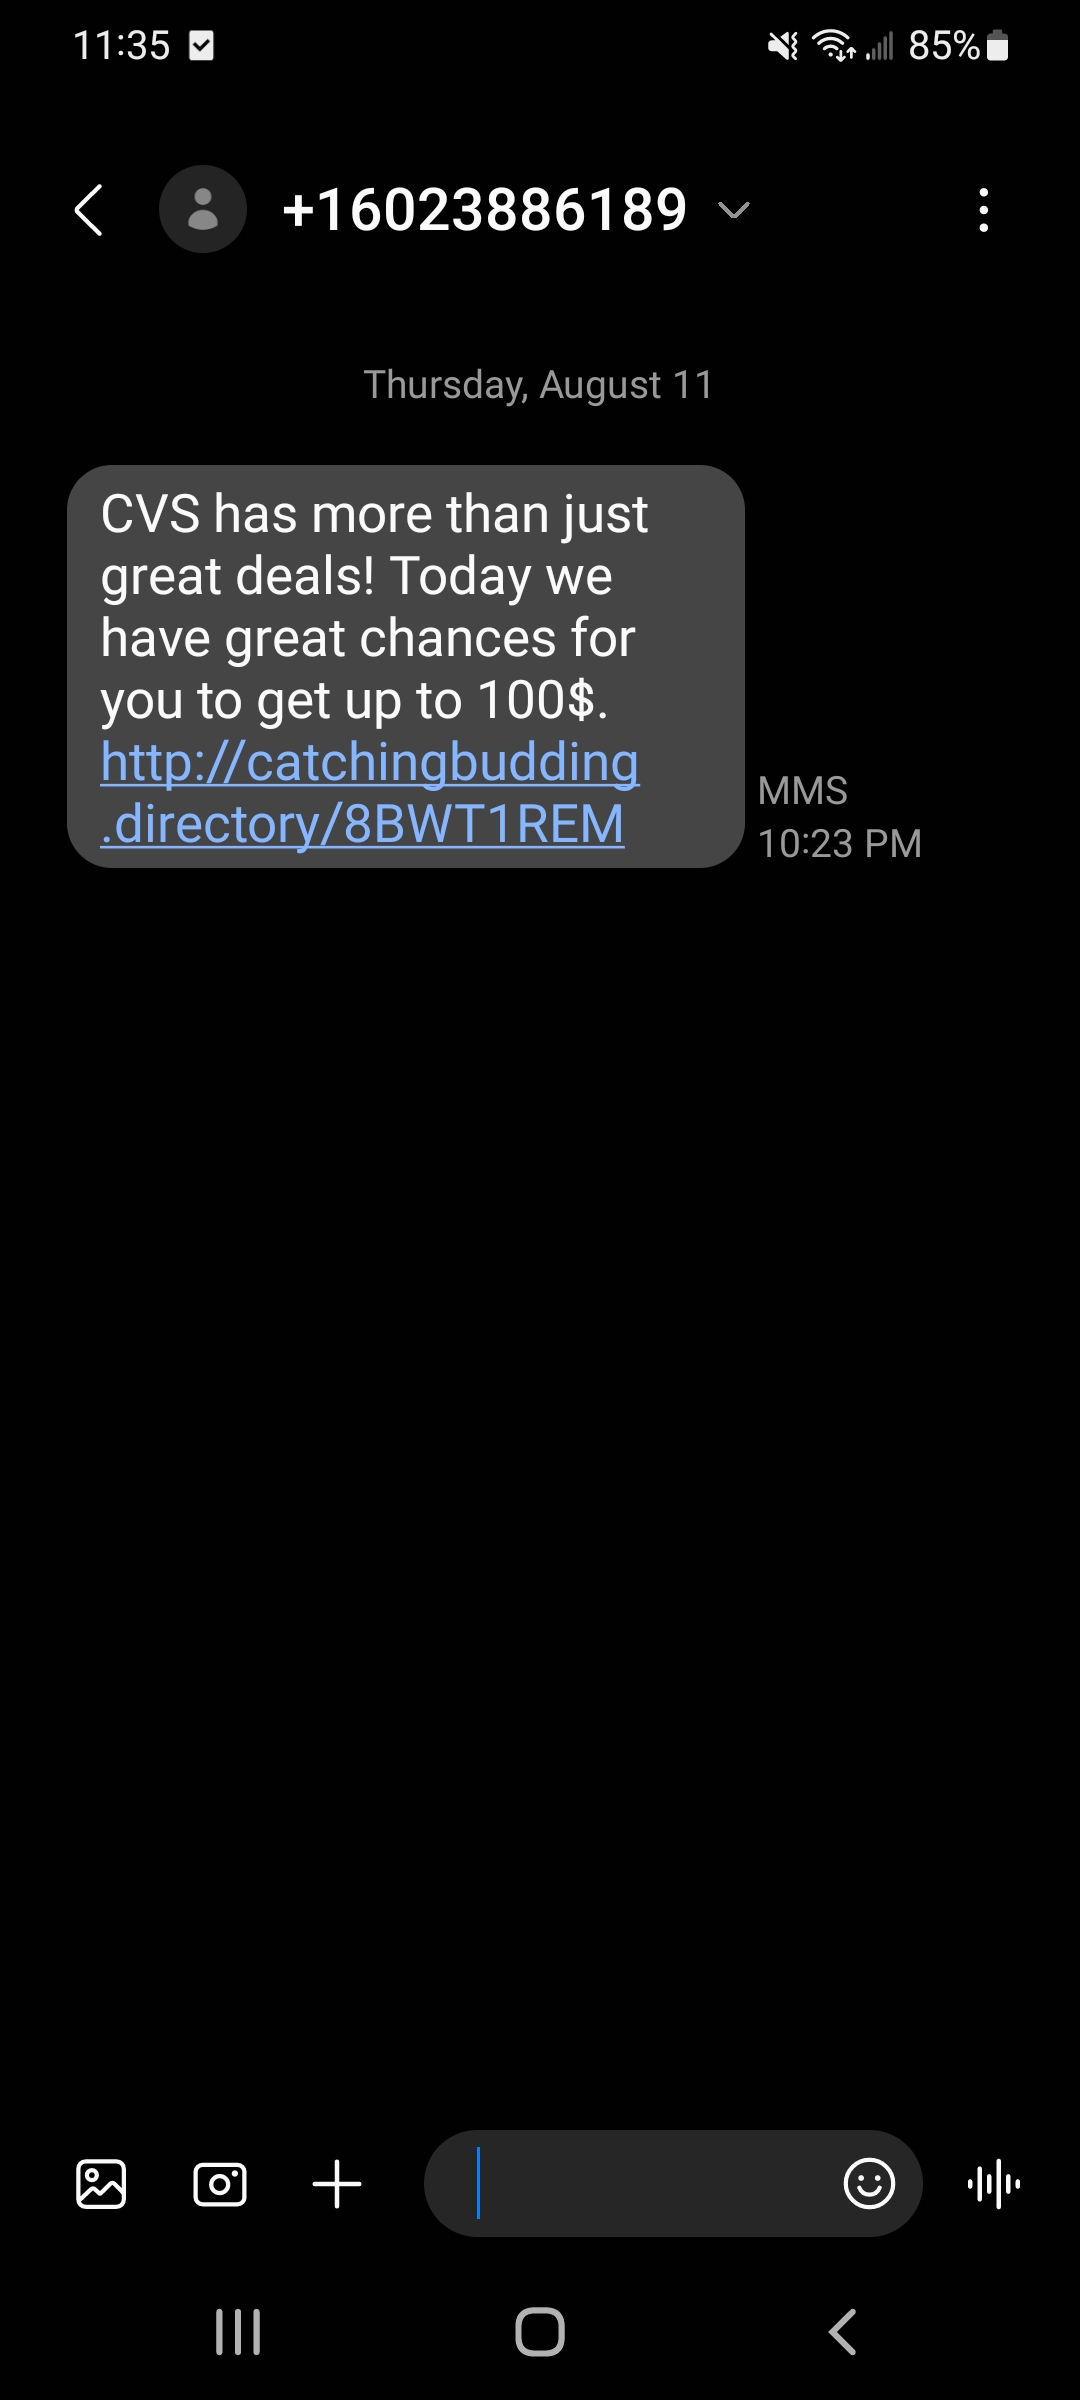 11:35
85%
+16023886189
Thursday, August 11
CVS has more than just
great deals! Today we
have great chances for
you to get up to 100$.
http://catchingbudding
.directory/8BWT1REM
MMS
10:23 PM